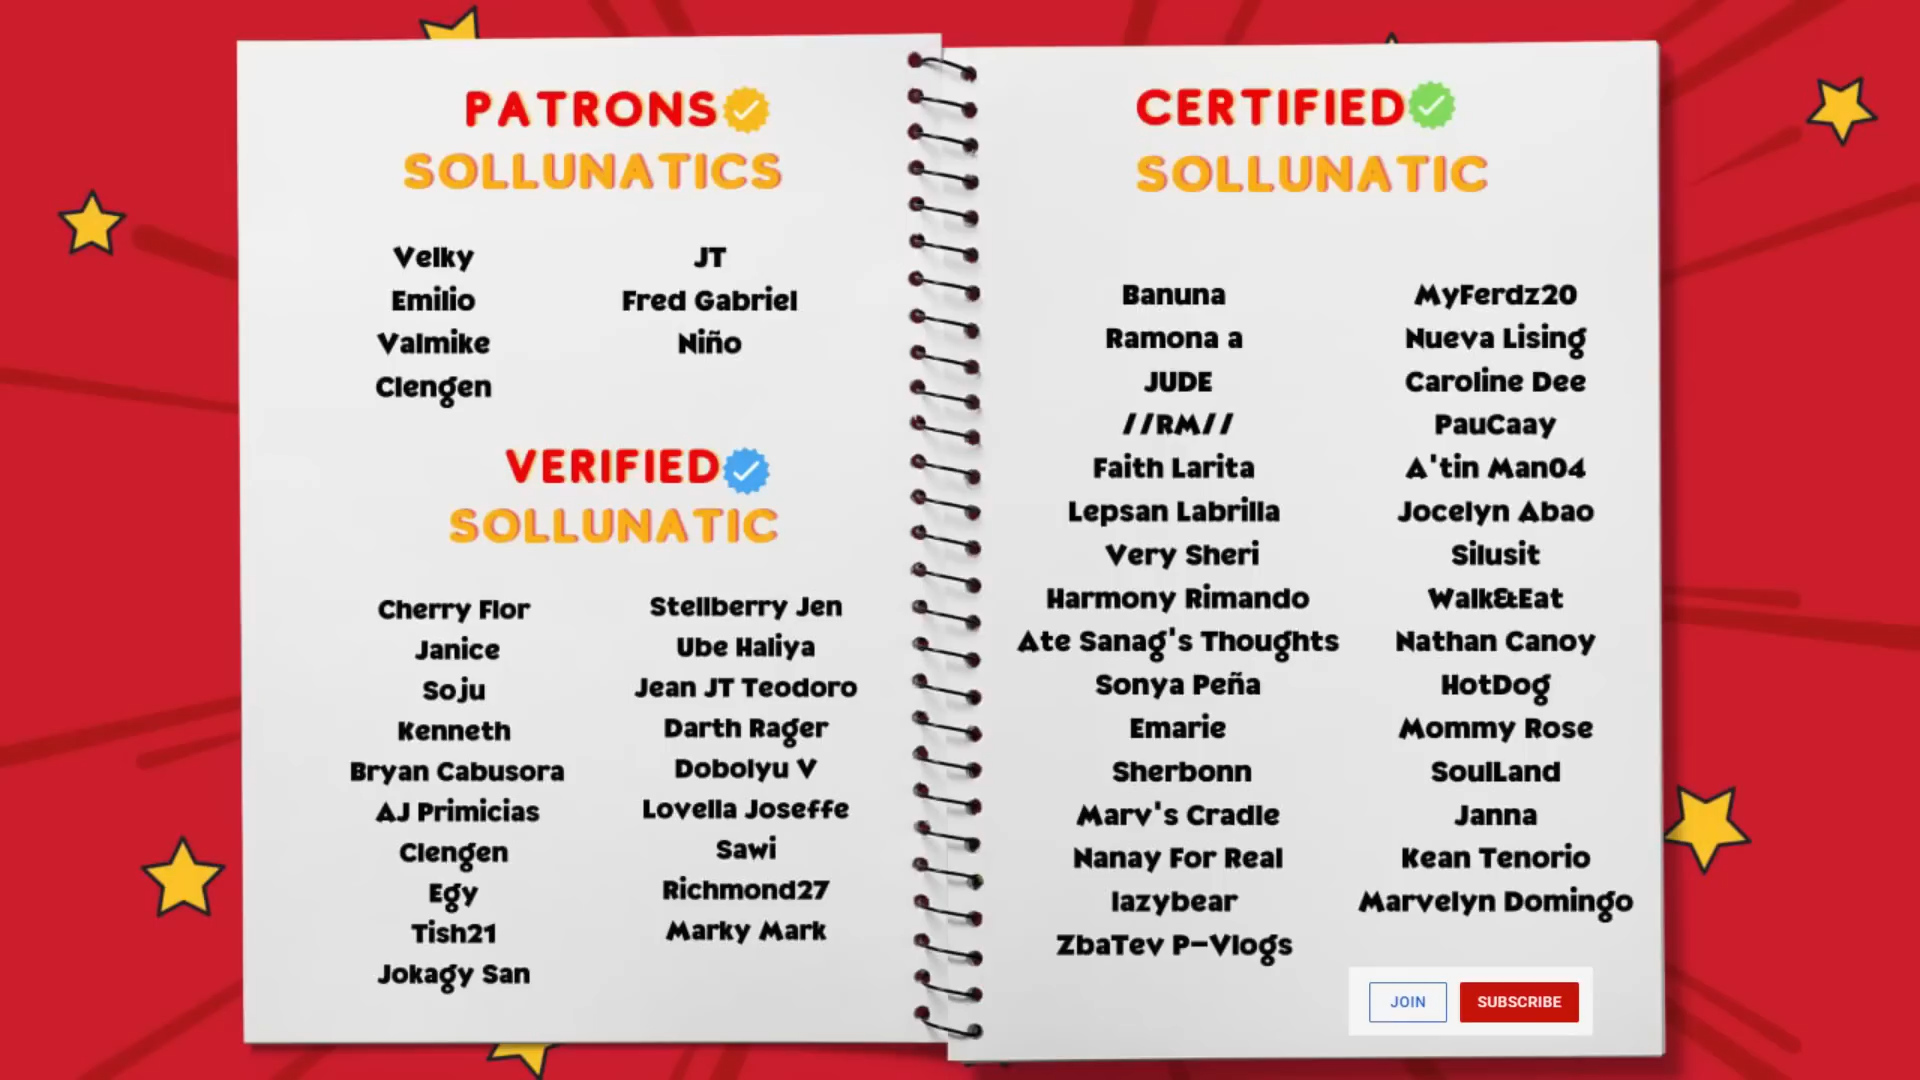 PATRONS
SOLLUNATICS
Velky
Emilio
Valmike
Clengen
JT
Fred Gabriel
Niño
VERIFIED
SOLLUNATIC
Cherry Flor
Janice
Soju
Kenneth
Bryan Cabusora
AJ Primicias
Clengen
Egy
Tish21
Jokagy San
Stellberry Jen
Ube Haliya
Jean JT Teodoro
Darth Rager
Dobolyu V
Lovella Joseffe
Sawi
Richmond27
Marky Mark
CERTIFIED
SOLLUNATIC
Banuna
Ramona a
JUDE
//RM//
Faith Larita
Lepsan Labrilla
Very Sheri
Harmony Rimando
Ate Sanag's Thoughts
Sonya Peña
Emarie
Sherbonn
Marv's Cradle
Nanay For Real
lazybear
ZbaTev P-Vlogs
MyFerdz20
Nueva Lising
Caroline Dee
PauCaay
A'tin Man04
Jocelyn Abao
Silusit
Walk&Eat
Nathan Canoy
HotDog
Mommy Rose
SoulLand
Janna
Kean Tenorio
Marvelyn Domingo
JOIN
SUBSCRIBE